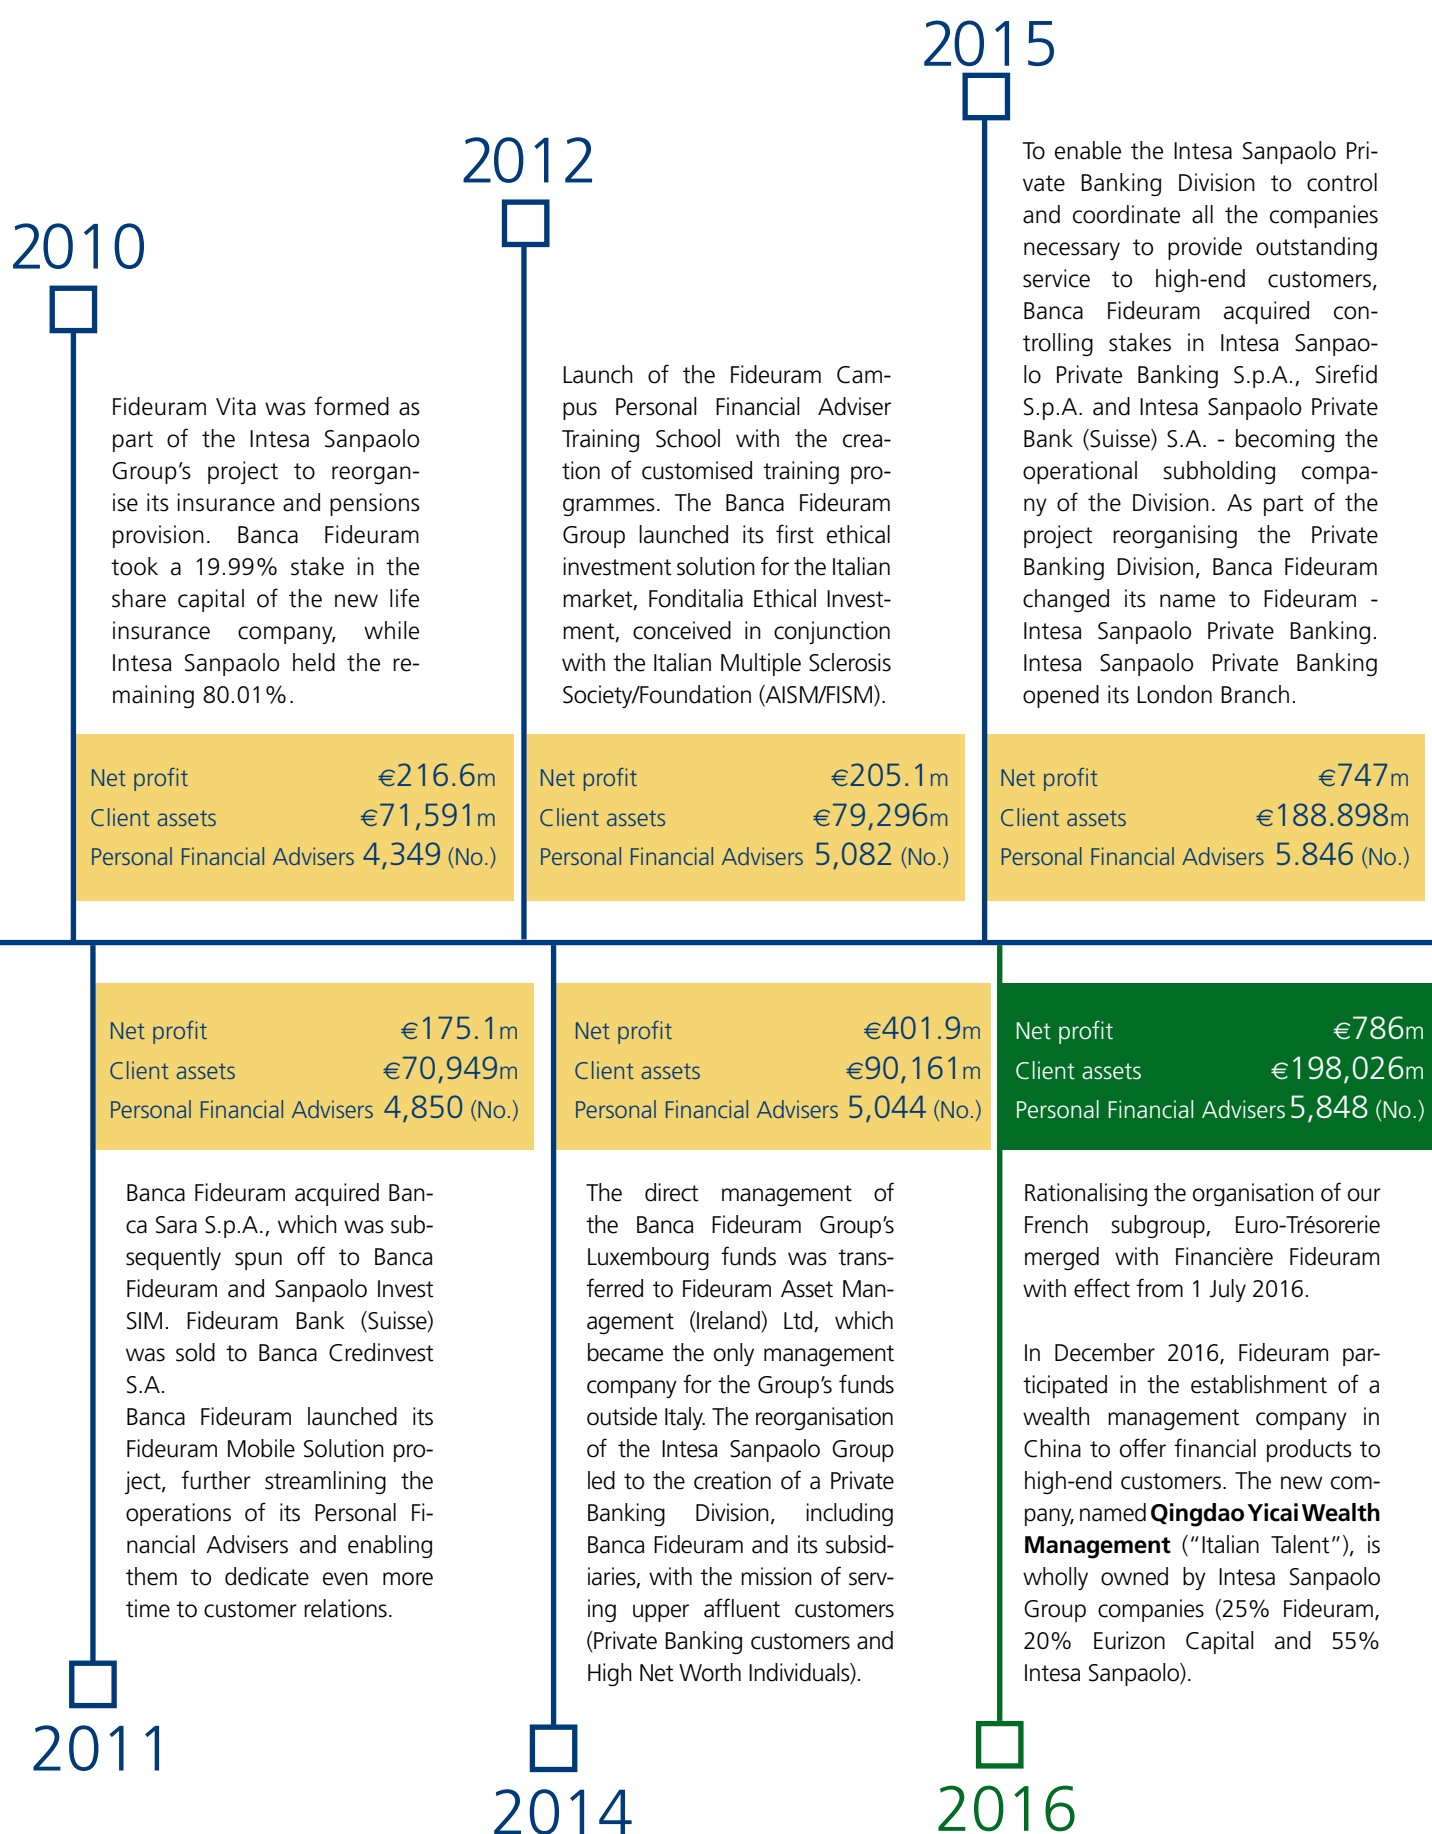 2010
Fideuram Vita was formed as
part of the Intesa Sanpaolo
Group's project to reorgan-
ise its insurance and pensions
provision. Banca Fideuram
took a 19.99% stake in the
share capital of the new life
insurance company, while
Intesa Sanpaolo held the re-
maining 80.01%.
Net profit €216.6m
Client assets €71,591m
Personal Financial Advisers 4,349 (No.)
2012
Launch of the Fideuram Cam-
pus Personal Financial Adviser
Training School with the crea-
tion of customised training pro-
grammes. The Banca Fideuram
Group launched its first ethical
investment solution for the Italian
market, Fonditalia Ethical Invest-
ment, conceived in conjunction
with the Italian Multiple Sclerosis
Society/Foundation (AISM/FISM).
Net profit €205.1m
Client assets €79,296m
Personal Financial Advisers 5,082 (No.)
2015
To enable the Intesa Sanpaolo Pri-
vate Banking Division to control
and coordinate all the companies
necessary to provide outstanding
service to high-end customers,
Banca Fideuram acquired con-
trolling stakes in Intesa Sanpao-
lo Private Banking S.p.A., Sirefid
S.p.A. and Intesa Sanpaolo Private
Bank (Suisse) S.A. - becoming the
operational subholding compa-
ny of the Division. As part of the
project reorganising the Private
Banking Division, Banca Fideuram
changed its name to Fideuram -
Intesa Sanpaolo Private Banking.
Intesa Sanpaolo Private Banking
opened its London Branch.
Net profit €747m
Client assets €188.898m
Personal Financial Advisers 5.846 (No.)
Net profit €175.1m
Client assets €70,949m
Personal Financial Advisers 4,850 (No.)
Banca Fideuram acquired Ban-
ca Sara S.p.A., which was sub-
sequently spun off to Banca
Fideuram and Sanpaolo Invest
SIM. Fideuram Bank (Suisse)
was sold to Banca Credinvest
S.A.
Banca Fideuram launched its
Fideuram Mobile Solution pro-
ject, further streamlining the
operations of its Personal Fi-
nancial Advisers and enabling
them to dedicate even more
time to customer relations.
2011
Net profit €401.9m
Client assets €90,161m
Personal Financial Advisers 5,044 (No.)
The direct management of
the Banca Fideuram Group's
Luxembourg funds was trans-
ferred to Fideuram Asset Man-
agement (Ireland) Ltd, which
became the only management
company for the Group's funds
outside Italy. The reorganisation
of the Intesa Sanpaolo Group
led to the creation of a Private
Banking Division, including
Banca Fideuram and its subsid-
iaries, with the mission of serv-
ing upper affluent customers
(Private Banking customers and
High Net Worth Individuals).
2014
Net profit €786m
Client assets €198,026m
Personal Financial Advisers 5,848 (No.)
Rationalising the organisation of our
French subgroup, Euro-Trésorerie
merged with Financière Fideuram
with effect from 1 July 2016.
In December 2016, Fideuram par-
ticipated in the establishment of a
wealth management company in
China to offer financial products to
high-end customers. The new com-
pany, named Qingdao Yicai Wealth
Management ("Italian Talent"), is
wholly owned by Intesa Sanpaolo
Group companies (25% Fideuram,
20% Eurizon Capital and 55%
Intesa Sanpaolo).
2016